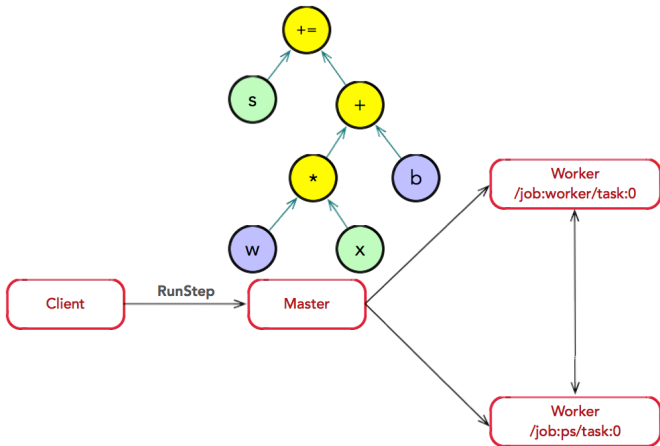 +=
s
+
*
b
w
x
Worker
/job:worker/task:0
RunStep
Client
Master
Worker
/job:ps/task:0